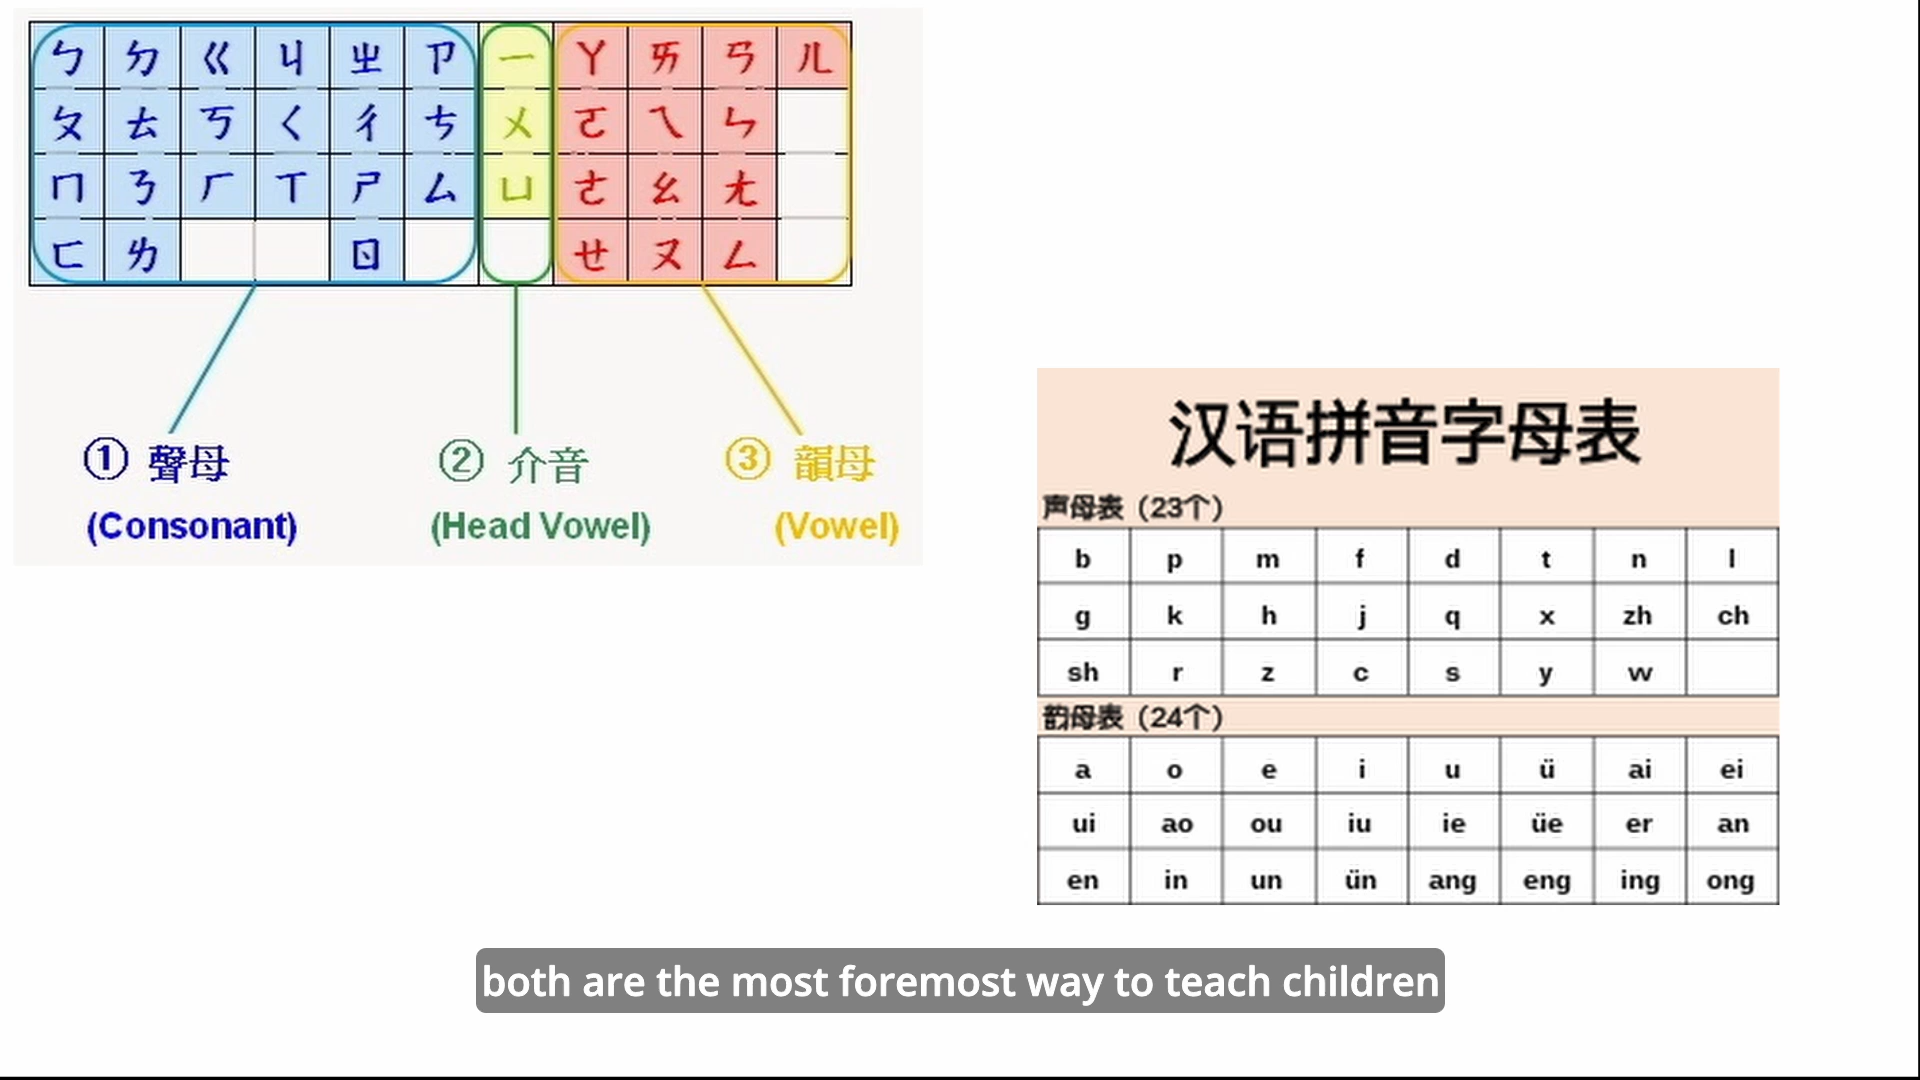 ㄅ ㄉ ㄍ ㄐ ㄓ ㄗ ㄧ ㄚ ㄞ ㄢ ㄦ
ㄆ ㄊ ㄎ ㄑ ㄔ ㄘ ㄨ ㄛ ㄟ ㄣ
ㄇ ㄋ ㄏ ㄒ ㄕ ㄙ ㄩ ㄜ ㄠ ㄤ
ㄈ ㄌ ㄖ ㄝ ㄡ ㄥ
① 聲母 ② 介音 ③ 韻母
(Consonant) (Head Vowel) (Vowel)
汉语拼音字母表
声母表（23个）
b p m f d t n l
g k h j q x zh ch
sh r z c s y w
韵母表（24个）
a o e i u ü ai ei
ui ao ou iu ie üe er an
en in un ün ang eng ing ong
both are the most foremost way to teach children